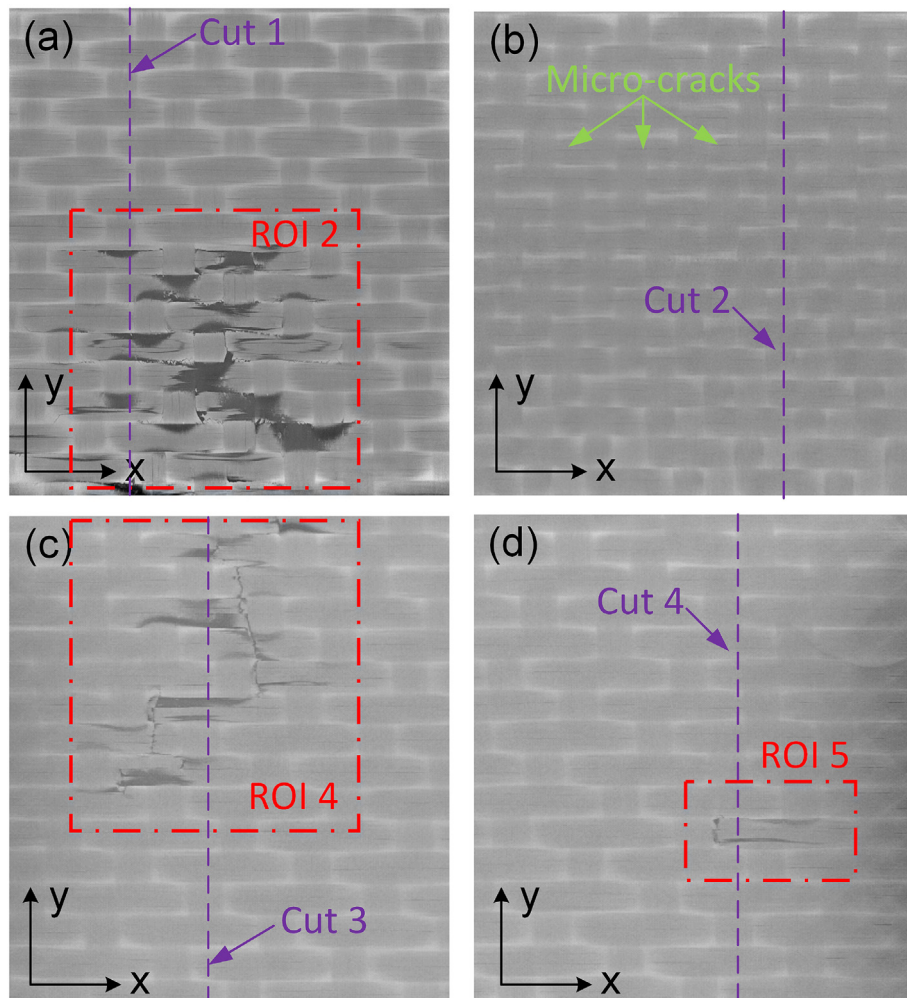 (a)
Cut 1
ROI 2
y
x
(b)
Micro-cracks
Cut 2
y
x
(c)
ROI 4
Cut 3
y
x
(d)
Cut 4
ROI 5
y
x